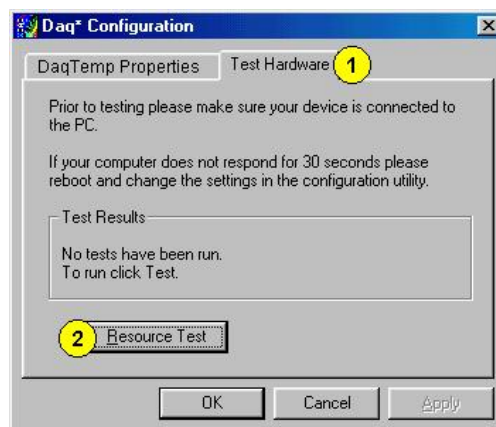 Daq* Configuration
DaqTemp Properties
Test Hardware
1
Prior to testing please make sure your device is connected to
the PC.
If your computer does not respond for 30 seconds please
reboot and change the settings in the configuration utility.
Test Results
No tests have been run.
To run click Test.
2
Resource Test
OK
Cancel
Apply